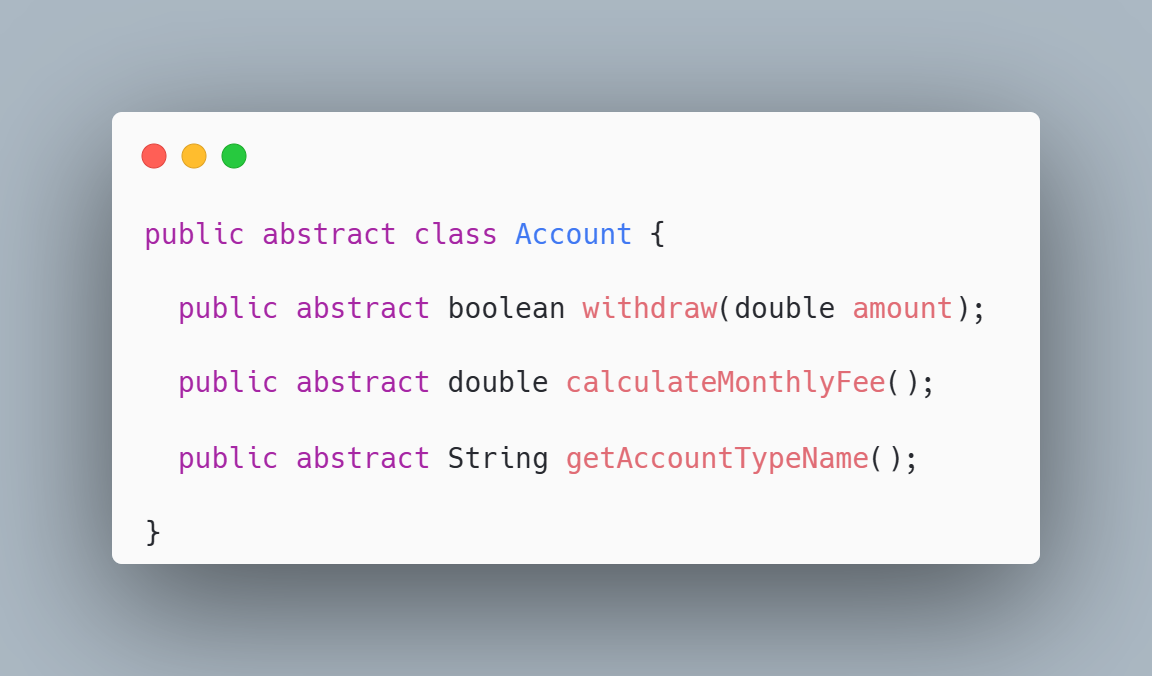 public abstract class Account {
public abstract boolean withdraw(double amount);
public abstract double calculateMonthlyFee();
public abstract String getAccountTypeName();
}